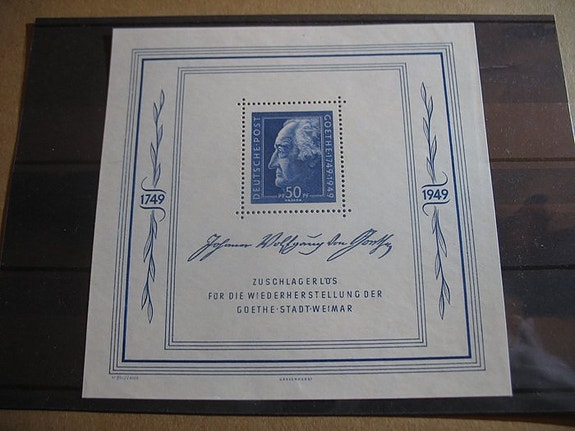 DEUTSCHE·POST
GOETHE·1749·1949
PF 50 PF
1749
1949
Johann Wolfgang von Goethe
ZUSCHLAGERLÖS
FÜR DIE WIEDERHERSTELLUNG DER
GOETHE·STADT·WEIMAR